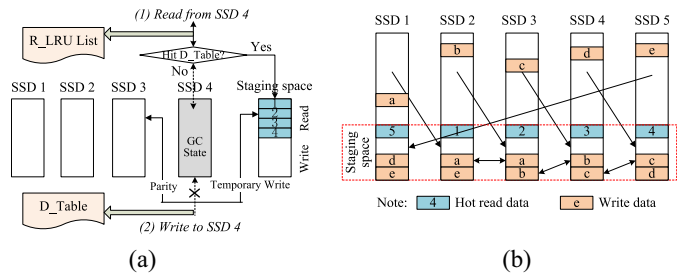 (1) Read from SSD 4
R_LRU List
Hit D_Table?
Yes
No
Staging space
SSD 1 SSD 2 SSD 3 SSD 4
1
2
3
4
Read
Write
GC
State
Parity
Temporary Write
D_Table
(2) Write to SSD 4
(a)
SSD 1 SSD 2 SSD 3 SSD 4 SSD 5
b d e
c
a
Staging
space
5 1 2 3 4
d a a b c
e e b c d
Note: 4 Hot read data e Write data
(b)